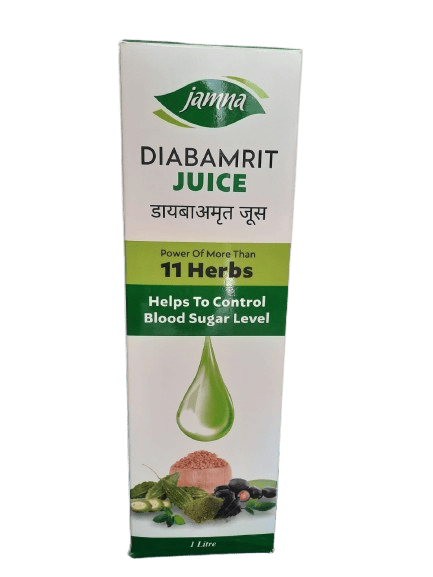 jamna
DIABAMRIT
JUICE
डायबाअमृत जूस
Power Of More Than
11 Herbs
Helps To Control
Blood Sugar Level
1 Litre